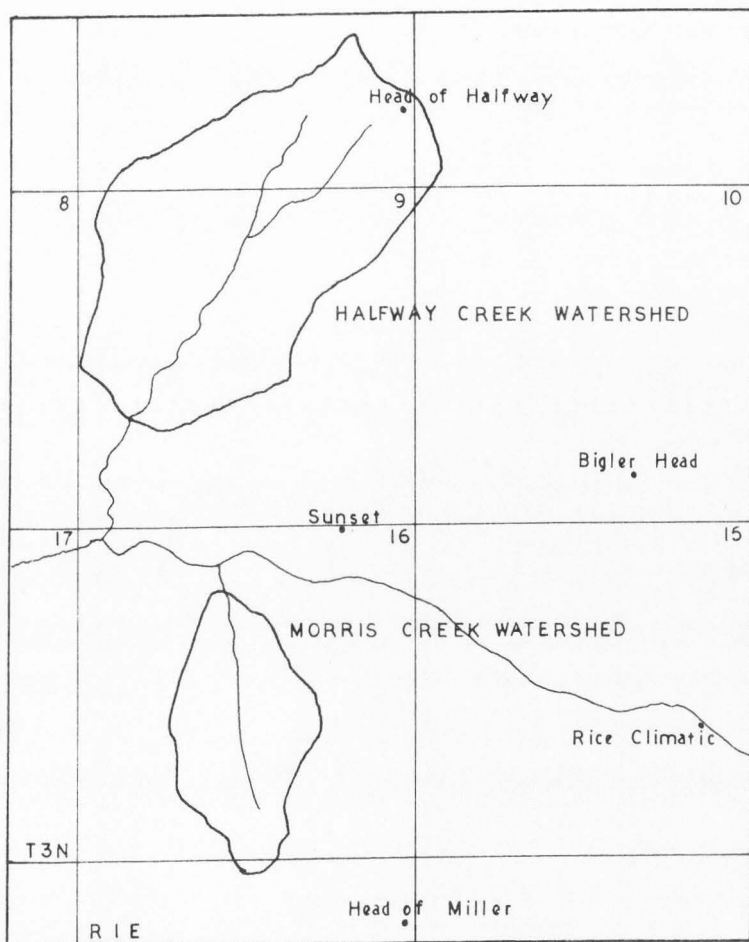 Head of Halfway
8
9
10
HALFWAY CREEK WATERSHED
Bigler Head
Sunset
17
16
15
MORRIS CREEK WATERSHED
Rice Climatic
T3N
Head of Miller
R I E